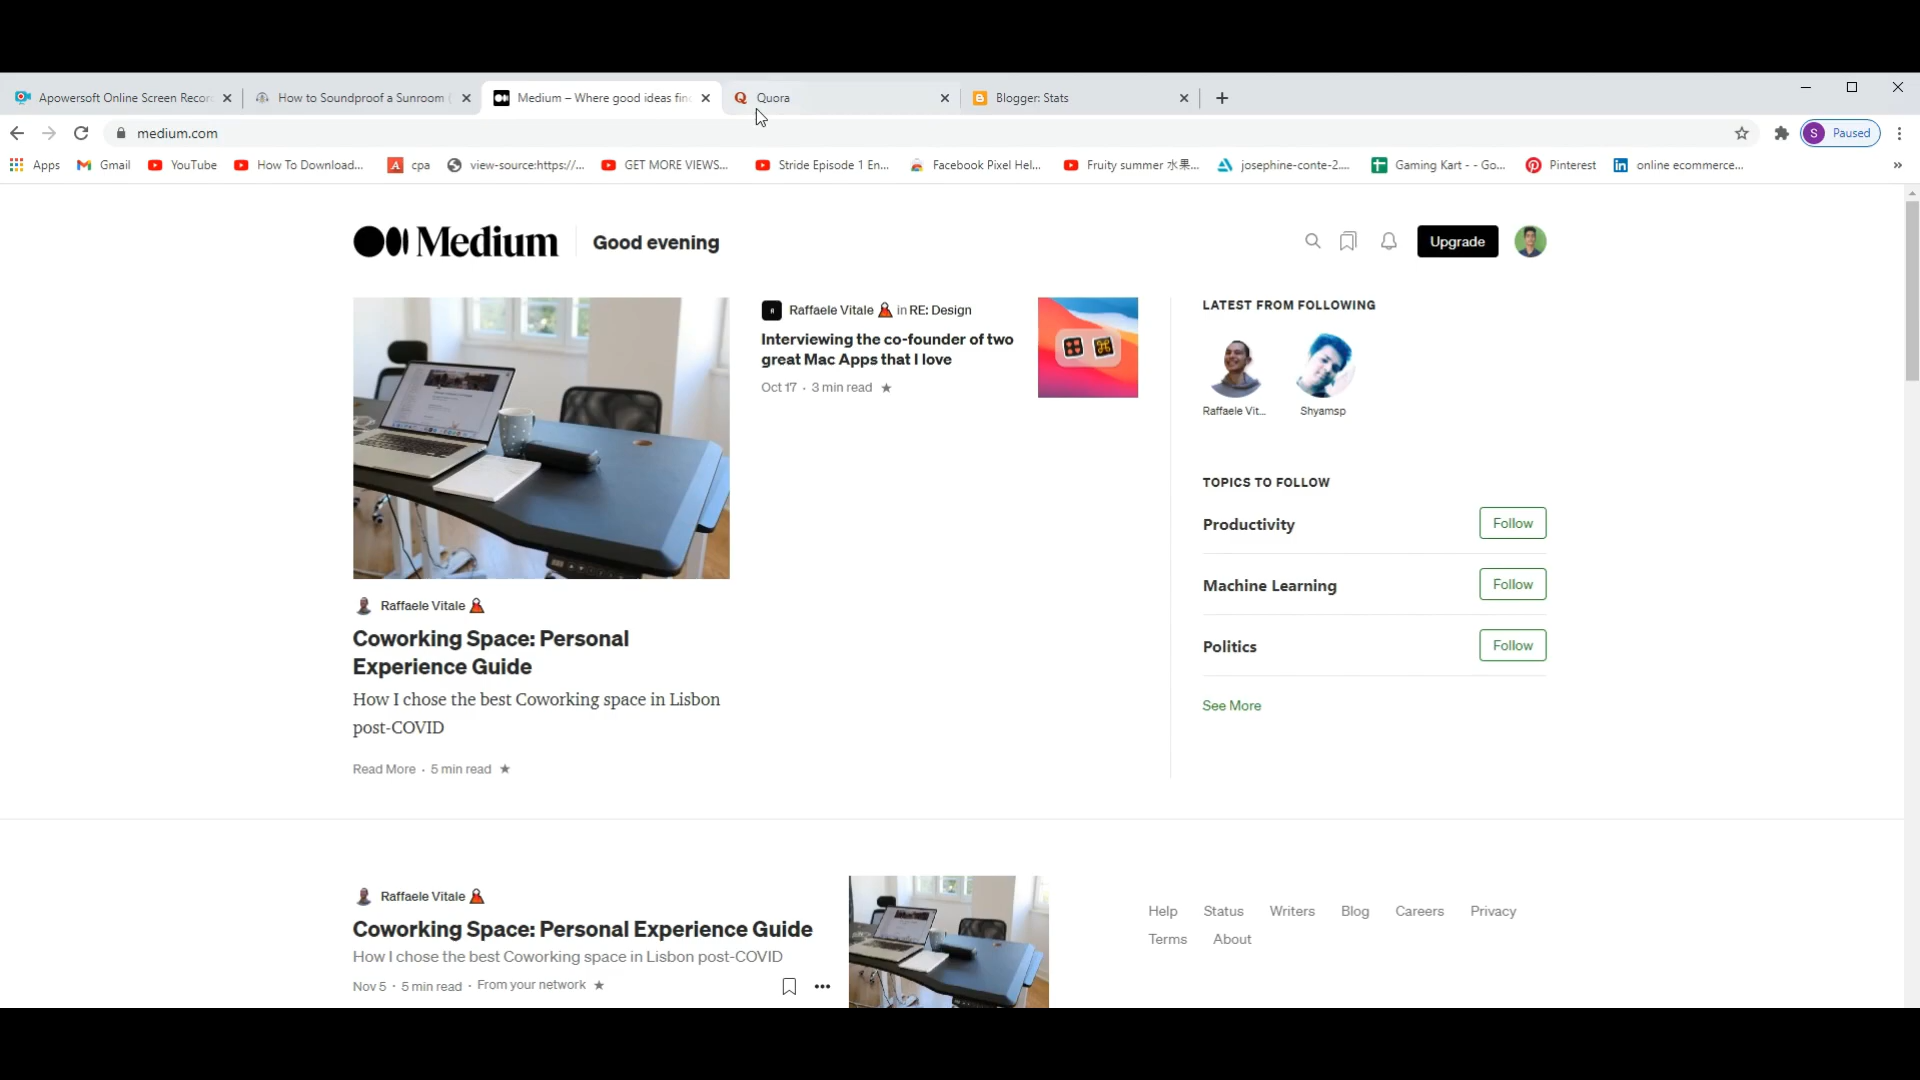 Apowersoft Online Screen Recor
How to Soundproof a Sunroom (
Medium – Where good ideas fin
Quora
Blogger: Stats
medium.com
S Paused
Apps
Gmail
YouTube
How To Download...
cpa
view-source:https://...
GET MORE VIEWS...
Stride Episode 1 En...
Facebook Pixel Hel...
Fruity summer 水果...
josephine-conte-2....
Gaming Kart - - Go...
Pinterest
online ecommerce...
»
Medium
Good evening
Upgrade
Raffaele Vitale in RE: Design
Interviewing the co-founder of two
great Mac Apps that I love
Oct 17 · 3 min read ★
Raffaele Vitale
Coworking Space: Personal
Experience Guide
How I chose the best Coworking space in Lisbon
post-COVID
Read More · 5 min read ★
LATEST FROM FOLLOWING
Raffaele Vit...
Shyamsp
TOPICS TO FOLLOW
Productivity Follow
Machine Learning Follow
Politics Follow
See More
Raffaele Vitale
Coworking Space: Personal Experience Guide
How I chose the best Coworking space in Lisbon post-COVID
Nov 5 · 5 min read · From your network ★
Help Status Writers Blog Careers Privacy
Terms About